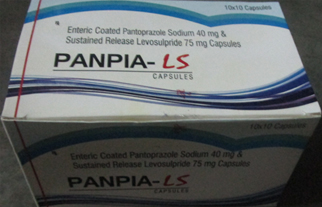 10x10 Capsules
Enteric Coated Pantoprazole Sodium 40 mg &
Sustained Release Levosulpride 75 mg Capsules
PANPIA-LS
CAPSULES
10x10 Capsules
Enteric Coated Pantoprazole Sodium 40 mg &
Sustained Release Levosulpride 75 mg Capsules
PANPIA-LS
CAPSULES